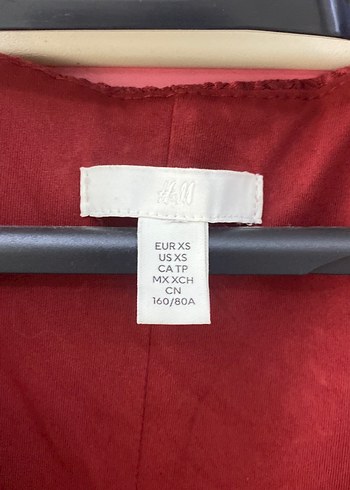 H&M
EUR XS
US XS
CA TP
MX XCH
CN
160/80A